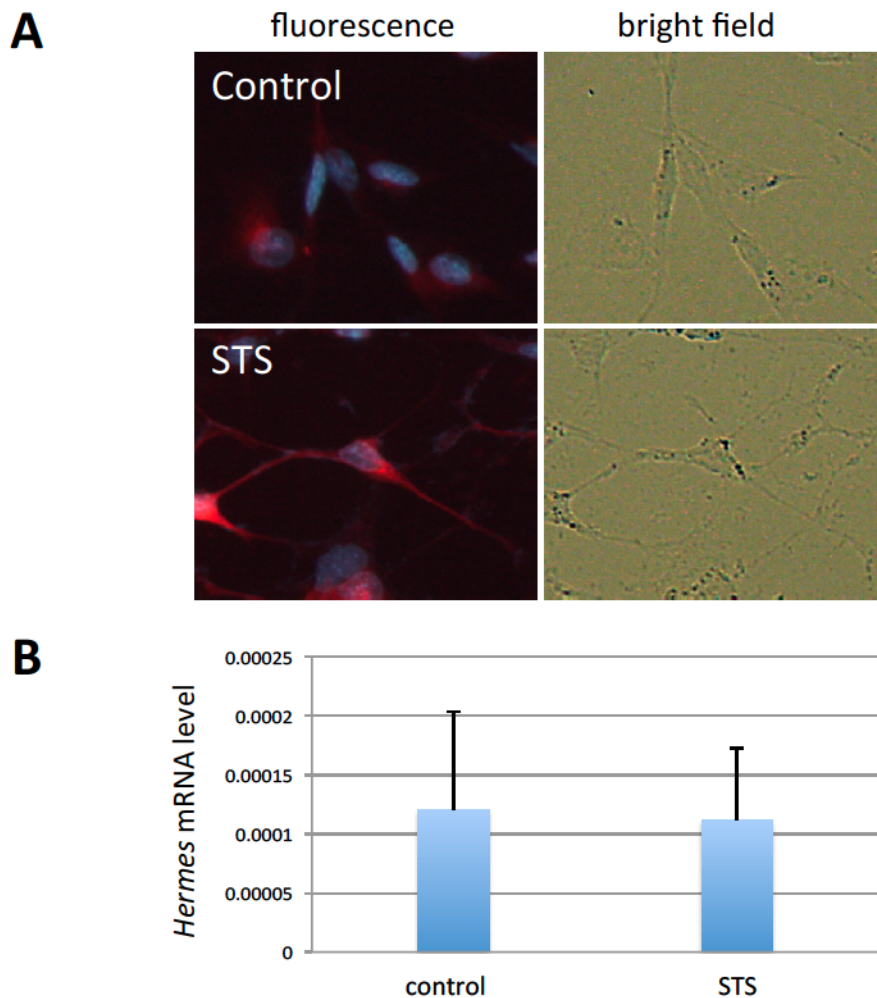 A
fluorescence
bright field
Control
STS
B
Hermes mRNA level
0.00025
0.0002
0.00015
0.0001
0.00005
0
control
STS